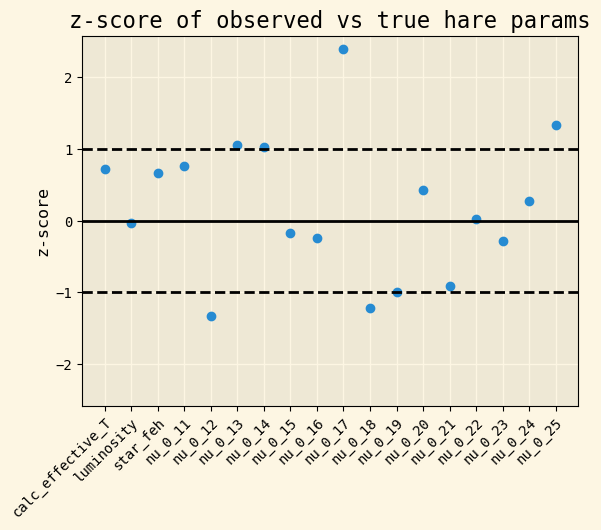 z-score of observed vs true hare params
z-score
2
1
0
−1
−2
calc_effective_T
luminosity
star_feh
nu_0_11
nu_0_12
nu_0_13
nu_0_14
nu_0_15
nu_0_16
nu_0_17
nu_0_18
nu_0_19
nu_0_20
nu_0_21
nu_0_22
nu_0_23
nu_0_24
nu_0_25